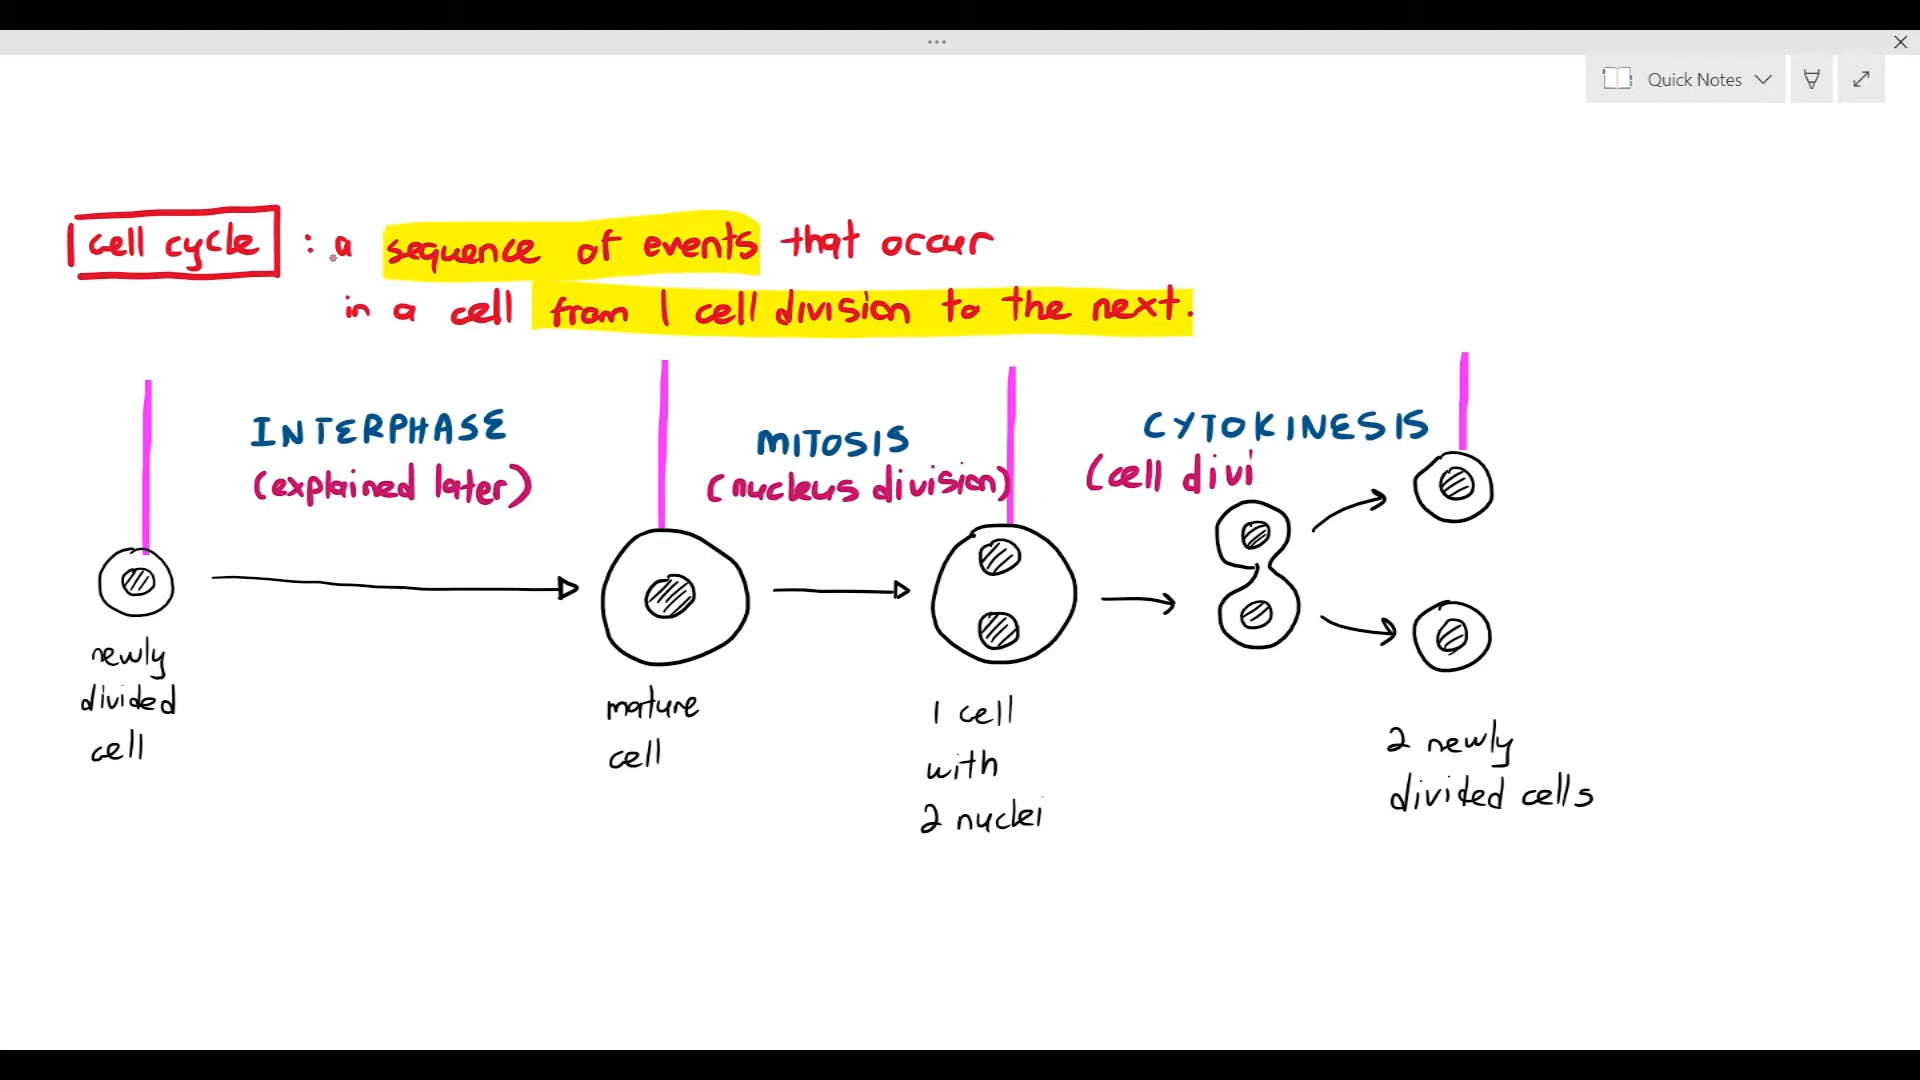 Quick Notes
1 cell cycle : a sequence of events that occur
in a cell from 1 cell division to the next.
INTERPHASE
(explained later)
MITOSIS
(nucleus division)
CYTOKINESIS
(cell divi
newly
divided
cell
mature
cell
1 cell
with
2 nuclei
2 newly
divided cells